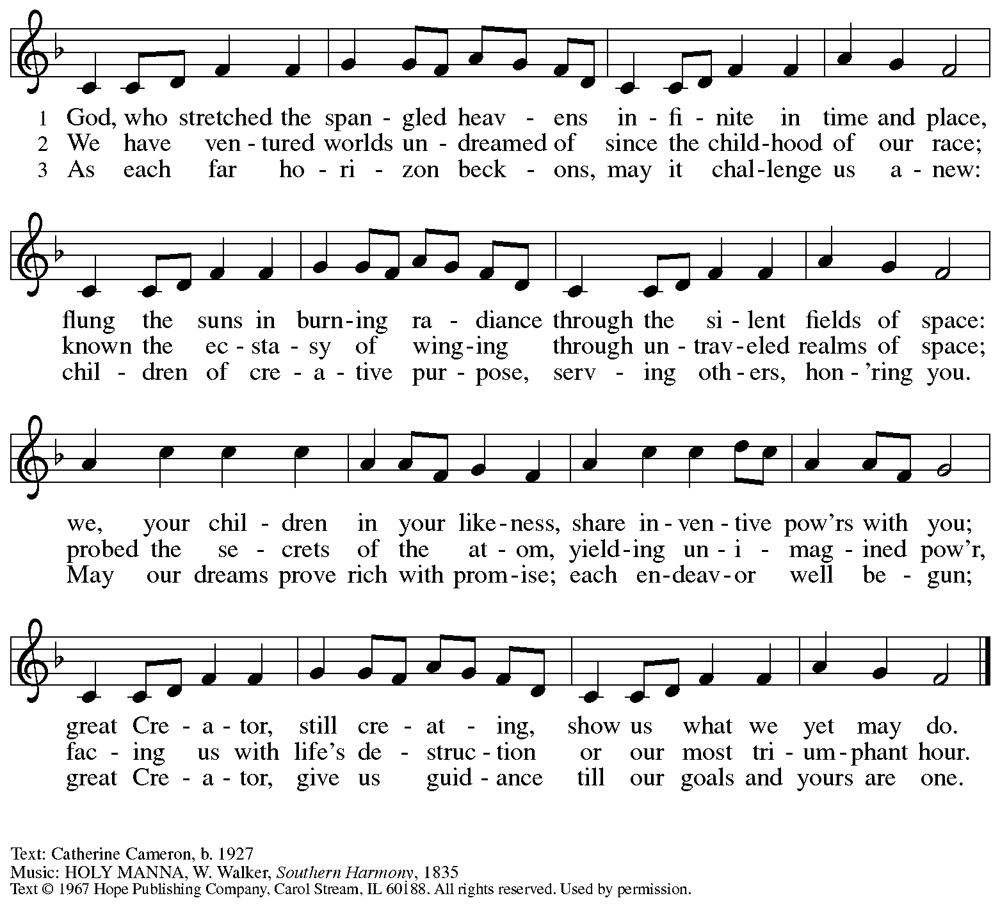 1 God, who stretched the span - gled heav - ens in - fi - nite in time and place,
2 We have ven - tured worlds un - dreamed of since the child - hood of our race;
3 As each far ho - ri - zon beck - ons, may it chal - lenge us a - new:
flung the suns in burn - ing ra - diance through the si - lent fields of space:
known the ec - sta - sy of wing - ing through un - trav - eled realms of space;
chil - dren of cre - a - tive pur - pose, serv - ing oth - ers, hon - 'ring you.
we, your chil - dren in your like - ness, share in - ven - tive pow'rs with you;
probed the se - crets of the at - om, yield - ing un - i - mag - ined pow'r,
May our dreams prove rich with prom - ise; each en - deav - or well be - gun;
great Cre - a - tor, still cre - at - ing, show us what we yet may do.
fac - ing us with life's de - struc - tion or our most tri - um - phant hour.
great Cre - a - tor, give us guid - ance till our goals and yours are one.
Text: Catherine Cameron, b. 1927
Music: HOLY MANNA, W. Walker, Southern Harmony, 1835
Text © 1967 Hope Publishing Company, Carol Stream, IL 60188. All rights reserved. Used by permission.